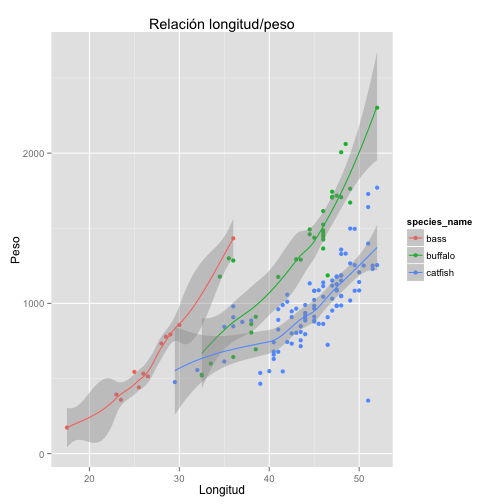 Relación longitud/peso
Peso
2000
1000
0
20
30
40
50
Longitud
species_name
bass
buffalo
catfish